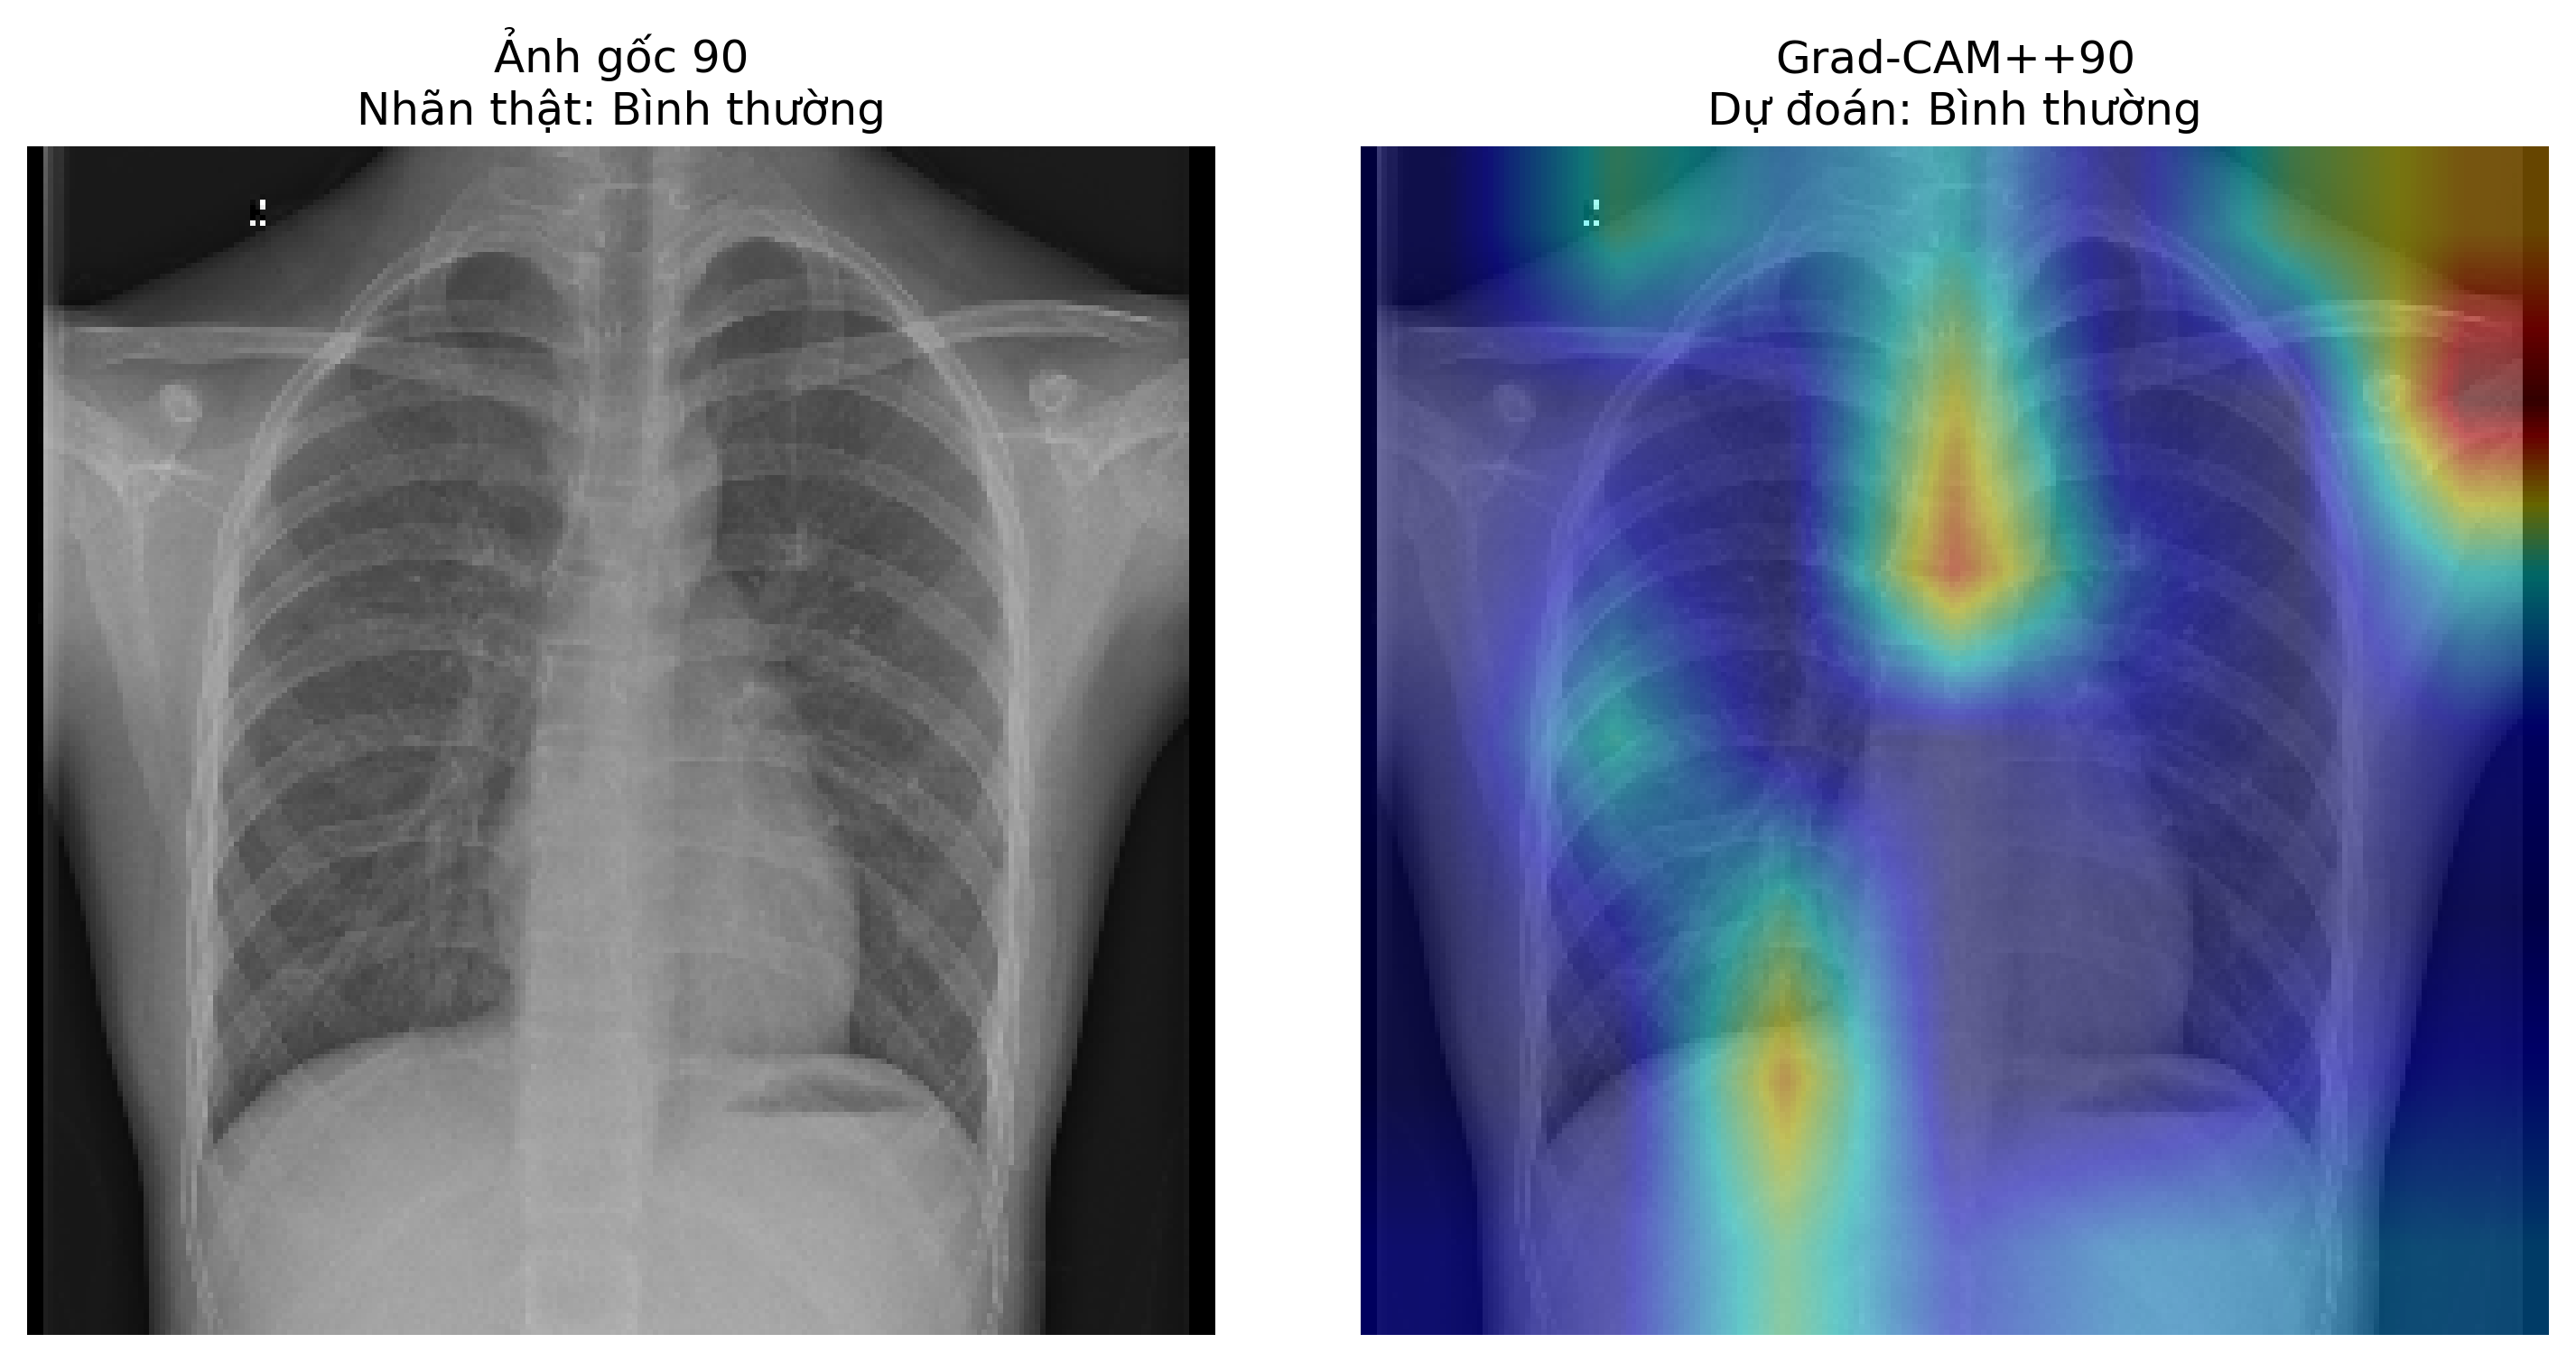 Ảnh gốc 90
Nhãn thật: Bình thường
Grad-CAM++90
Dự đoán: Bình thường